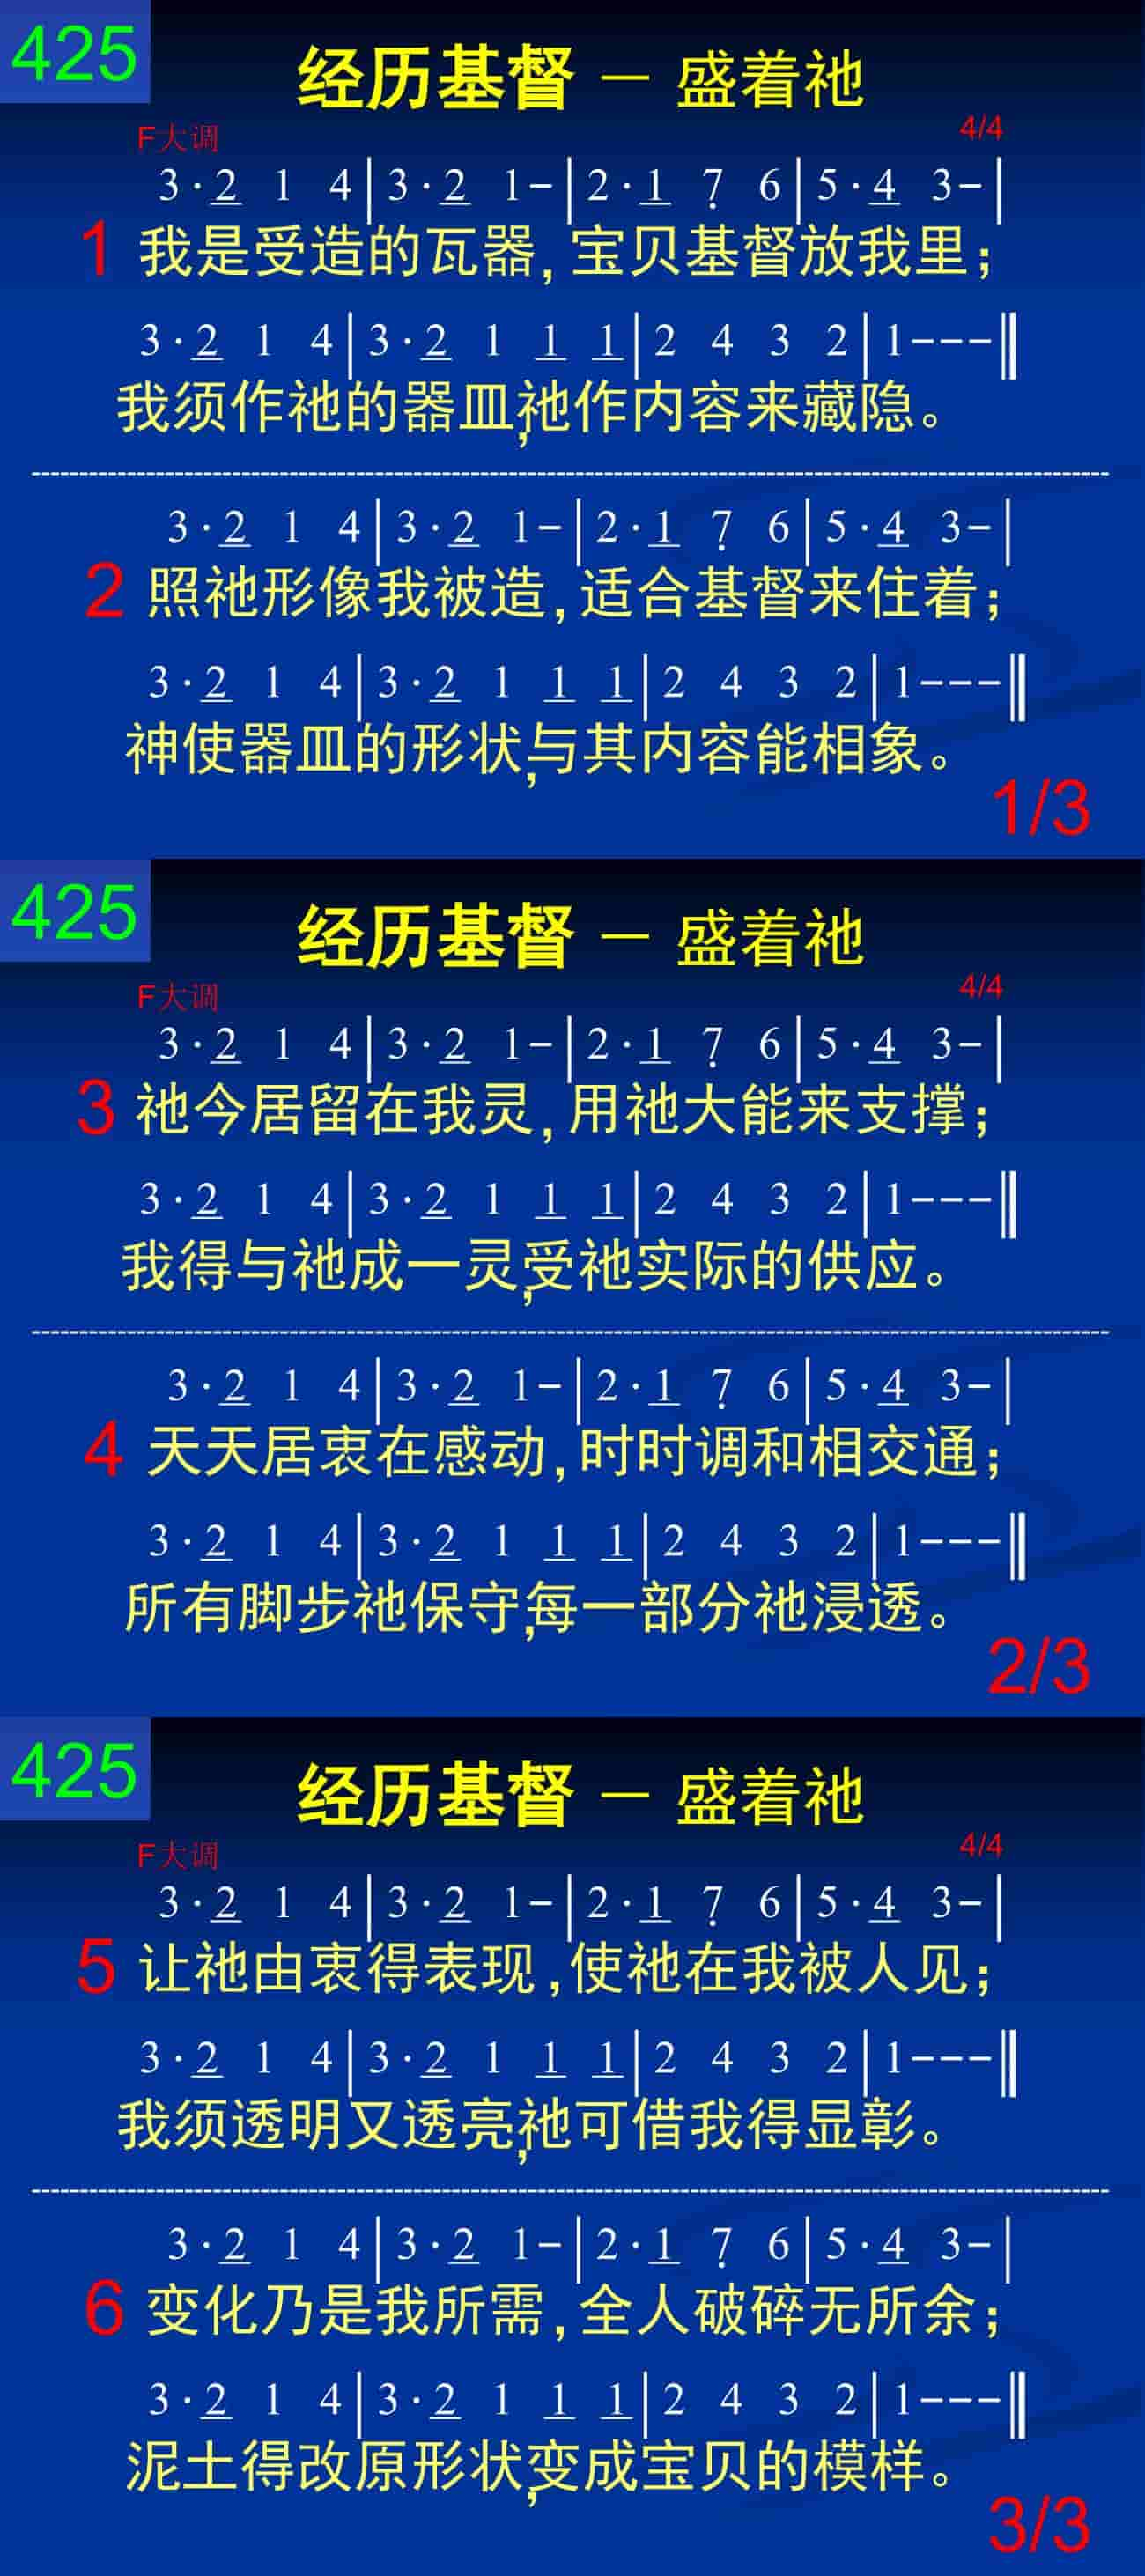 425
经历基督 — 盛着祂
F大调 4/4
3·2 1 4|3·2 1-|2·1 7̣ 6|5·4 3-|
1 我是受造的瓦器,宝贝基督放我里;
3·2 1 4|3·2 1 1 1|2 4 3 2|1---‖
我须作祂的器皿,祂作内容来藏隐。
3·2 1 4|3·2 1-|2·1 7̣ 6|5·4 3-|
2 照祂形像我被造,适合基督来住着;
3·2 1 4|3·2 1 1 1|2 4 3 2|1---‖
神使器皿的形状,与其内容能相象。
1/3
425
经历基督 — 盛着祂
F大调 4/4
3·2 1 4|3·2 1-|2·1 7̣ 6|5·4 3-|
3 祂今居留在我灵,用祂大能来支撑;
3·2 1 4|3·2 1 1 1|2 4 3 2|1---‖
我得与祂成一灵,受祂实际的供应。
3·2 1 4|3·2 1-|2·1 7̣ 6|5·4 3-|
4 天天居衷在感动,时时调和相交通;
3·2 1 4|3·2 1 1 1|2 4 3 2|1---‖
所有脚步祂保守,每一部分祂浸透。
2/3
425
经历基督 — 盛着祂
F大调 4/4
3·2 1 4|3·2 1-|2·1 7̣ 6|5·4 3-|
5 让祂由衷得表现,使祂在我被人见;
3·2 1 4|3·2 1 1 1|2 4 3 2|1---‖
我须透明又透亮,祂可借我得显彰。
3·2 1 4|3·2 1-|2·1 7̣ 6|5·4 3-|
6 变化乃是我所需,全人破碎无所余;
3·2 1 4|3·2 1 1 1|2 4 3 2|1---‖
泥土得改原形状,变成宝贝的模样。
3/3